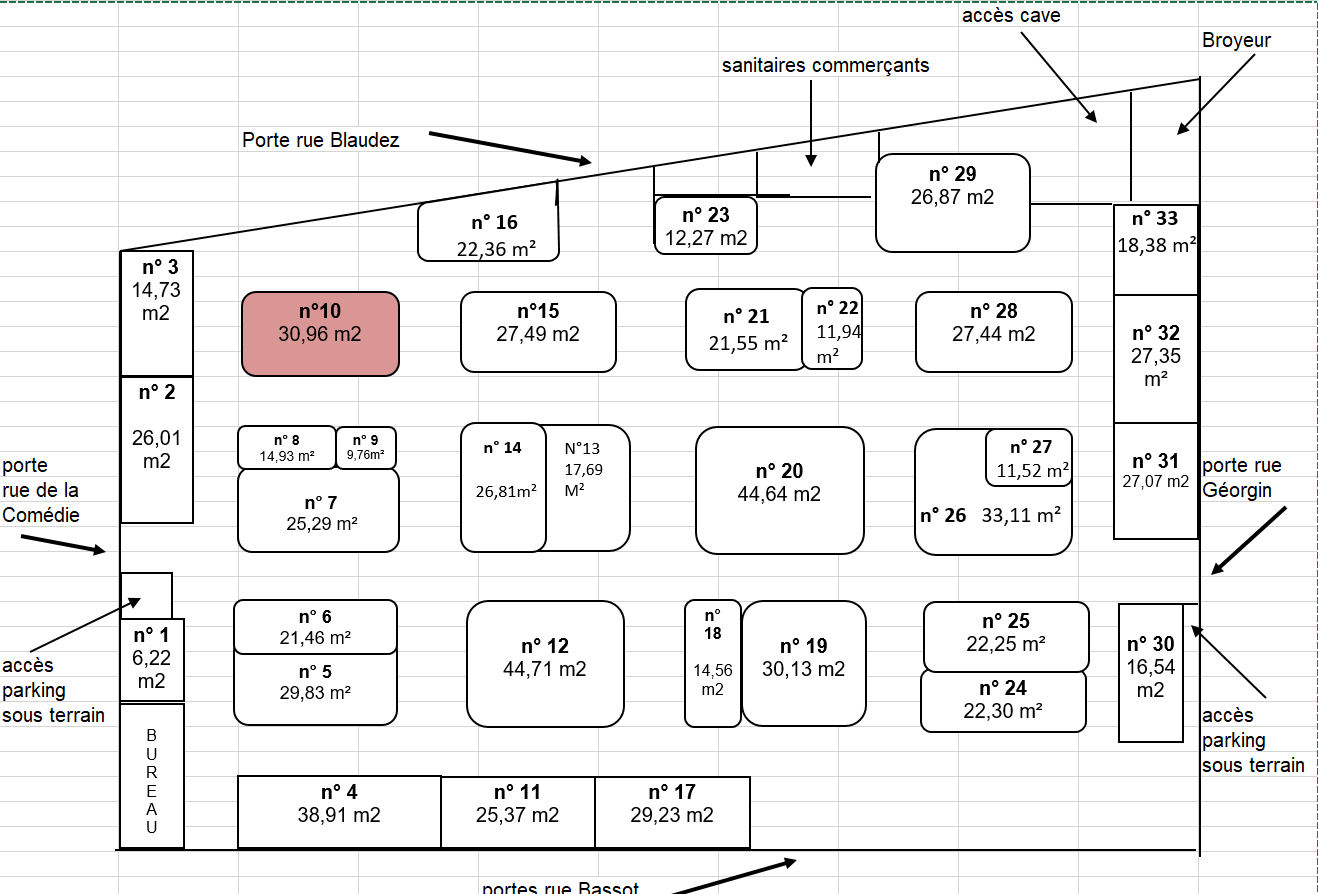 accès cave
Broyeur
sanitaires commerçants
Porte rue Blaudez
n° 29
26,87 m2
n° 16
22,36 m²
n° 23
12,27 m2
n° 33
18,38 m²
n° 3
14,73
m2
n°10
30,96 m2
n°15
27,49 m2
n° 21
21,55 m²
n° 22
11,94
m²
n° 28
27,44 m2
n° 32
27,35
m²
n° 2
26,01
m2
n° 8
14,93 m²
n° 9
9,76m²
n° 7
25,29 m²
n° 14
26,81m²
N°13
17,69
M²
n° 20
44,64 m2
n° 27
11,52 m²
n° 26 33,11 m²
n° 31
27,07 m2
porte
rue de la
Comédie
porte rue
Géorgin
n° 1
6,22
m2
n° 6
21,46 m²
n° 5
29,83 m²
n° 12
44,71 m2
n°
18
14,56
m2
n° 19
30,13 m2
n° 25
22,25 m²
n° 24
22,30 m²
n° 30
16,54
m2
accès
parking
sous terrain
accès
parking
sous terrain
B
U
R
E
A
U
n° 4
38,91 m2
n° 11
25,37 m2
n° 17
29,23 m2
portes rue Bassot